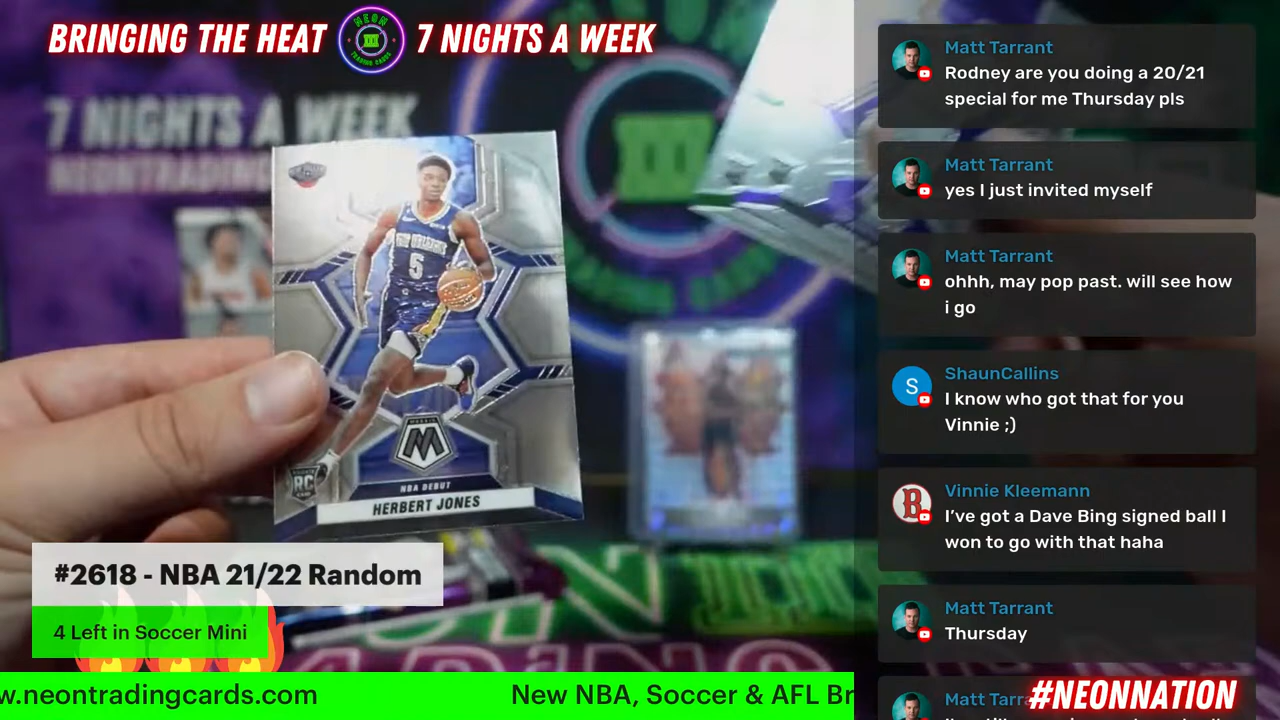 BRINGING THE HEAT
NEON
TRADING CARDS
7 NIGHTS A WEEK
7 NIGHTS A WEEK
NEONTRADING
NEW ORLEANS
5
M
RC
NBA DEBUT
HERBERT JONES
#2618 - NBA 21/22 Random
4 Left in Soccer Mini
w.neontradingcards.com
New NBA, Soccer & AFL Br
Matt Tarrant
Rodney are you doing a 20/21
special for me Thursday pls
Matt Tarrant
yes I just invited myself
Matt Tarrant
ohhh, may pop past. will see how
i go
S
ShaunCallins
I know who got that for you
Vinnie ;)
B
Vinnie Kleemann
I've got a Dave Bing signed ball I
won to go with that haha
Matt Tarrant
Thursday
Matt Tarra
#NEONNATION